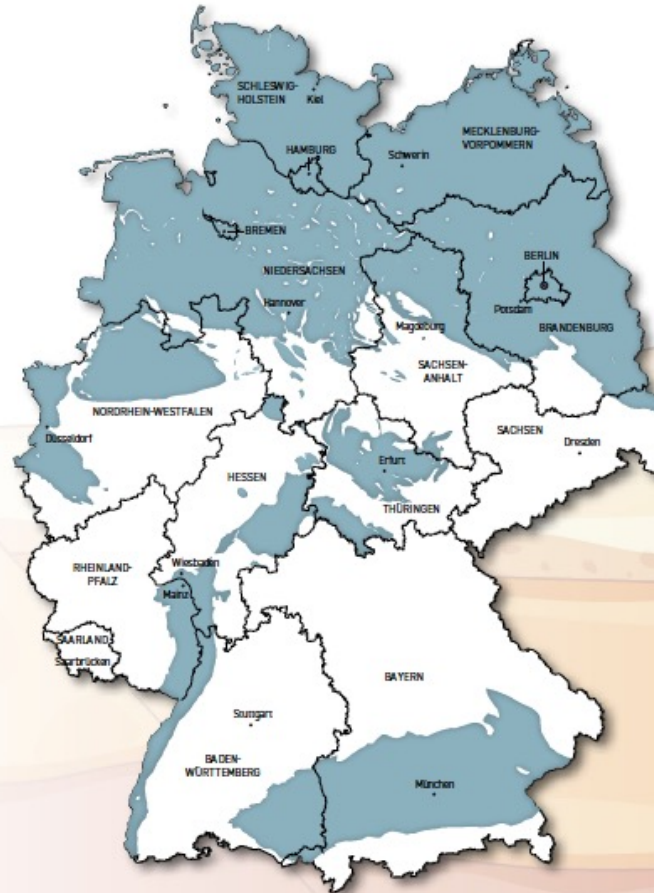 SCHLESWIG-
HOLSTEIN
Kiel
MECKLENBURG-
VORPOMMERN
HAMBURG
Schwerin
BREMEN
NIEDERSACHSEN
BERLIN
Hannover
Potsdam
BRANDENBURG
Magdeburg
SACHSEN-
ANHALT
NORDRHEIN-WESTFALEN
Düsseldorf
SACHSEN
Dresden
Erfurt
HESSEN
THÜRINGEN
RHEINLAND-
PFALZ
Wiesbaden
Mainz
SAARLAND
Saarbrücken
BAYERN
Stuttgart
BADEN-
WÜRTTEMBERG
München